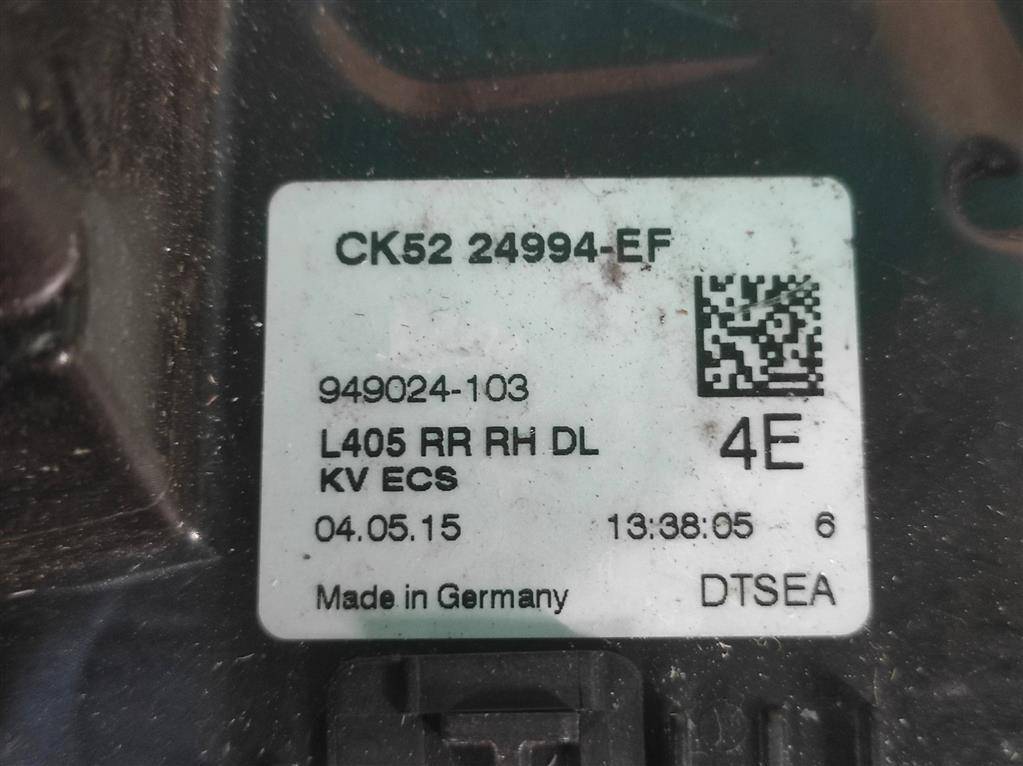 CK52 24994-EF
949024-103
L405 RR RH DL
4E
KV ECS
04.05.15 13:38:05 6
Made in Germany DTSEA